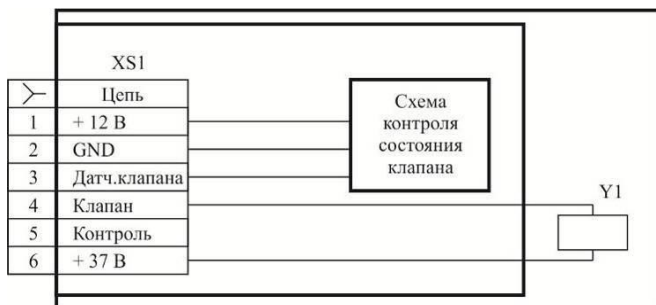 XS1
Цепь
1 + 12 В
2 GND
3 Датч.клапана
4 Клапан
5 Контроль
6 + 37 В
Схема
контроля
состояния
клапана
Y1